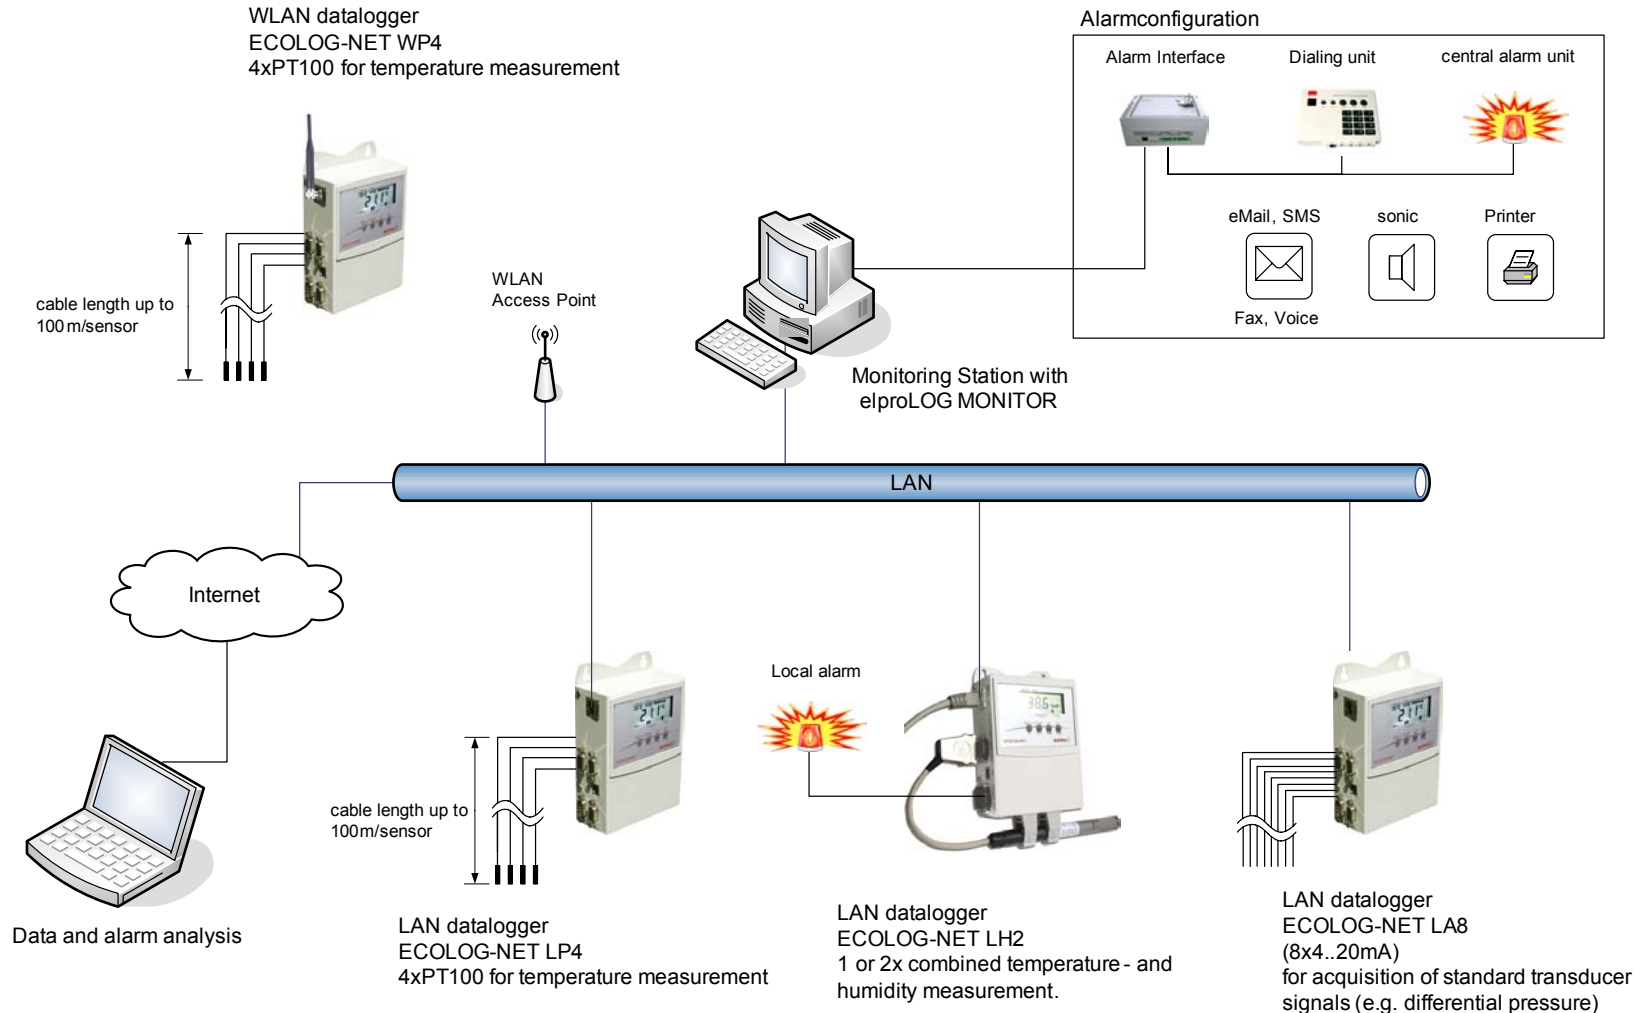 WLAN datalogger
ECOLOG-NET WP4
4xPT100 for temperature measurement
Alarmconfiguration
Alarm Interface
Dialing unit
central alarm unit
eMail, SMS
sonic
Printer
Fax, Voice
cable length up to
100m/sensor
WLAN
Access Point
Monitoring Station with
elproLOG MONITOR
LAN
Internet
Local alarm
cable length up to
100m/sensor
Data and alarm analysis
LAN datalogger
ECOLOG-NET LP4
4xPT100 for temperature measurement
LAN datalogger
ECOLOG-NET LH2
1 or 2x combined temperature- and
humidity measurement.
LAN datalogger
ECOLOG-NET LA8
(8x4..20mA)
for acquisition of standard transducer
signals (e.g. differential pressure)